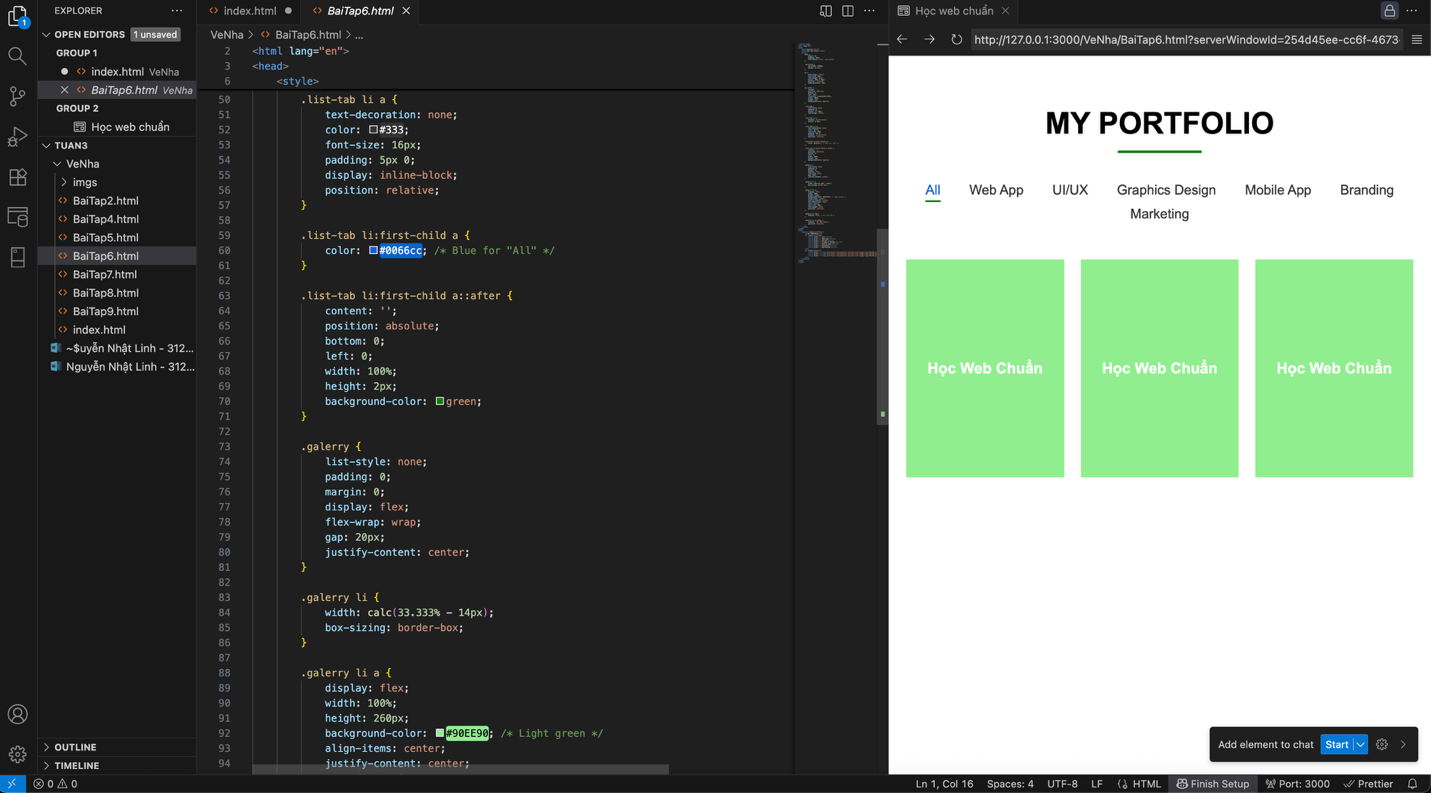 EXPLORER
OPEN EDITORS 1 unsaved
GROUP 1
index.html VeNha
BaiTap6.html VeNha
GROUP 2
Học web chuẩn
TUAN3
VeNha
imgs
BaiTap2.html
BaiTap4.html
BaiTap5.html
BaiTap6.html
BaiTap7.html
BaiTap8.html
BaiTap9.html
index.html
~$uyễn Nhật Linh - 312...
Nguyễn Nhật Linh - 312...
OUTLINE
TIMELINE
index.html
BaiTap6.html
VeNha > BaiTap6.html > ...
2 <html lang="en">
3 <head>
6 <style>
50 .list-tab li a {
51 text-decoration: none;
52 color: #333;
53 font-size: 16px;
54 padding: 5px 0;
55 display: inline-block;
56 position: relative;
57 }
58
59 .list-tab li:first-child a {
60 color: #0066cc; /* Blue for "All" */
61 }
62
63 .list-tab li:first-child a::after {
64 content: '';
65 position: absolute;
66 bottom: 0;
67 left: 0;
68 width: 100%;
69 height: 2px;
70 background-color: green;
71 }
72
73 .galerry {
74 list-style: none;
75 padding: 0;
76 margin: 0;
77 display: flex;
78 flex-wrap: wrap;
79 gap: 20px;
80 justify-content: center;
81 }
82
83 .galerry li {
84 width: calc(33.333% - 14px);
85 box-sizing: border-box;
86 }
87
88 .galerry li a {
89 display: flex;
90 width: 100%;
91 height: 260px;
92 background-color: #90EE90; /* Light green */
93 align-items: center;
94 justify-content: center;
Học web chuẩn
http://127.0.0.1:3000/VeNha/BaiTap6.html?serverWindowId=254d45ee-cc6f-4673-
MY PORTFOLIO
All Web App UI/UX Graphics Design Mobile App Branding
Marketing
Học Web Chuẩn Học Web Chuẩn Học Web Chuẩn
Add element to chat Start
0 0 Ln 1, Col 16 Spaces: 4 UTF-8 LF HTML Finish Setup Port: 3000 Prettier
1